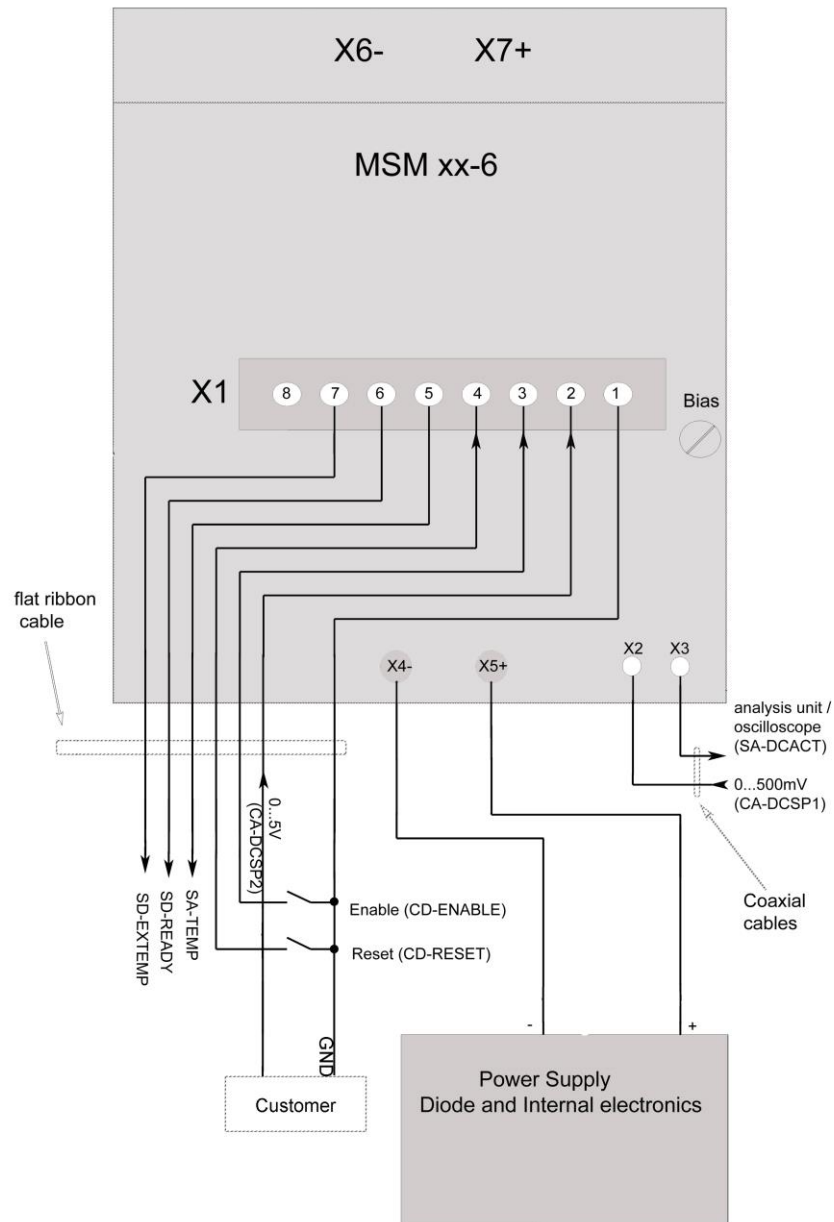 X6- X7+
MSM xx-6
X1 8 7 6 5 4 3 2 1
Bias
flat ribbon
cable
X4- X5+ X2 X3
analysis unit /
oscilloscope
(SA-DCACT)
0...500mV
(CA-DCSP1)
Coaxial
cables
0...5V
(CA-DCSP2)
SD-EXTEMP
SD-READY
SA-TEMP
Enable (CD-ENABLE)
Reset (CD-RESET)
GND
Customer
- +
Power Supply
Diode and Internal electronics